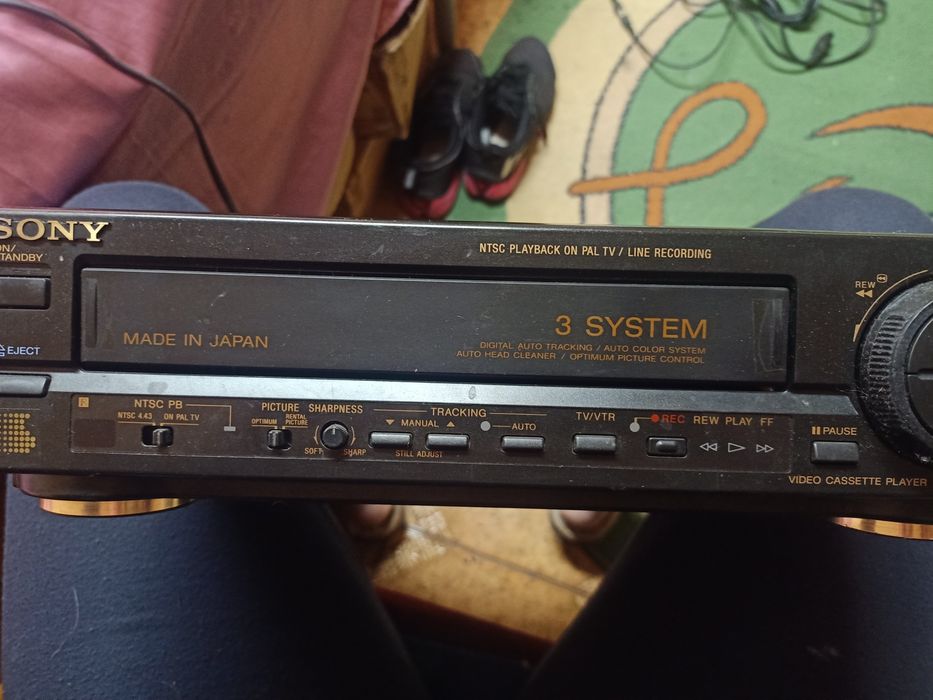 SONY
ON/
STANDBY
EJECT
NTSC PLAYBACK ON PAL TV / LINE RECORDING
MADE IN JAPAN
3 SYSTEM
DIGITAL AUTO TRACKING / AUTO COLOR SYSTEM
AUTO HEAD CLEANER / OPTIMUM PICTURE CONTROL
REW
NTSC PB
NTSC 4.43 ON PAL TV
PICTURE
OPTIMUM RENTAL PICTURE
SHARPNESS
SOFT SHARP
TRACKING
MANUAL
AUTO
STILL ADJUST
TV/VTR
REC REW PLAY FF
PAUSE
VIDEO CASSETTE PLAYER